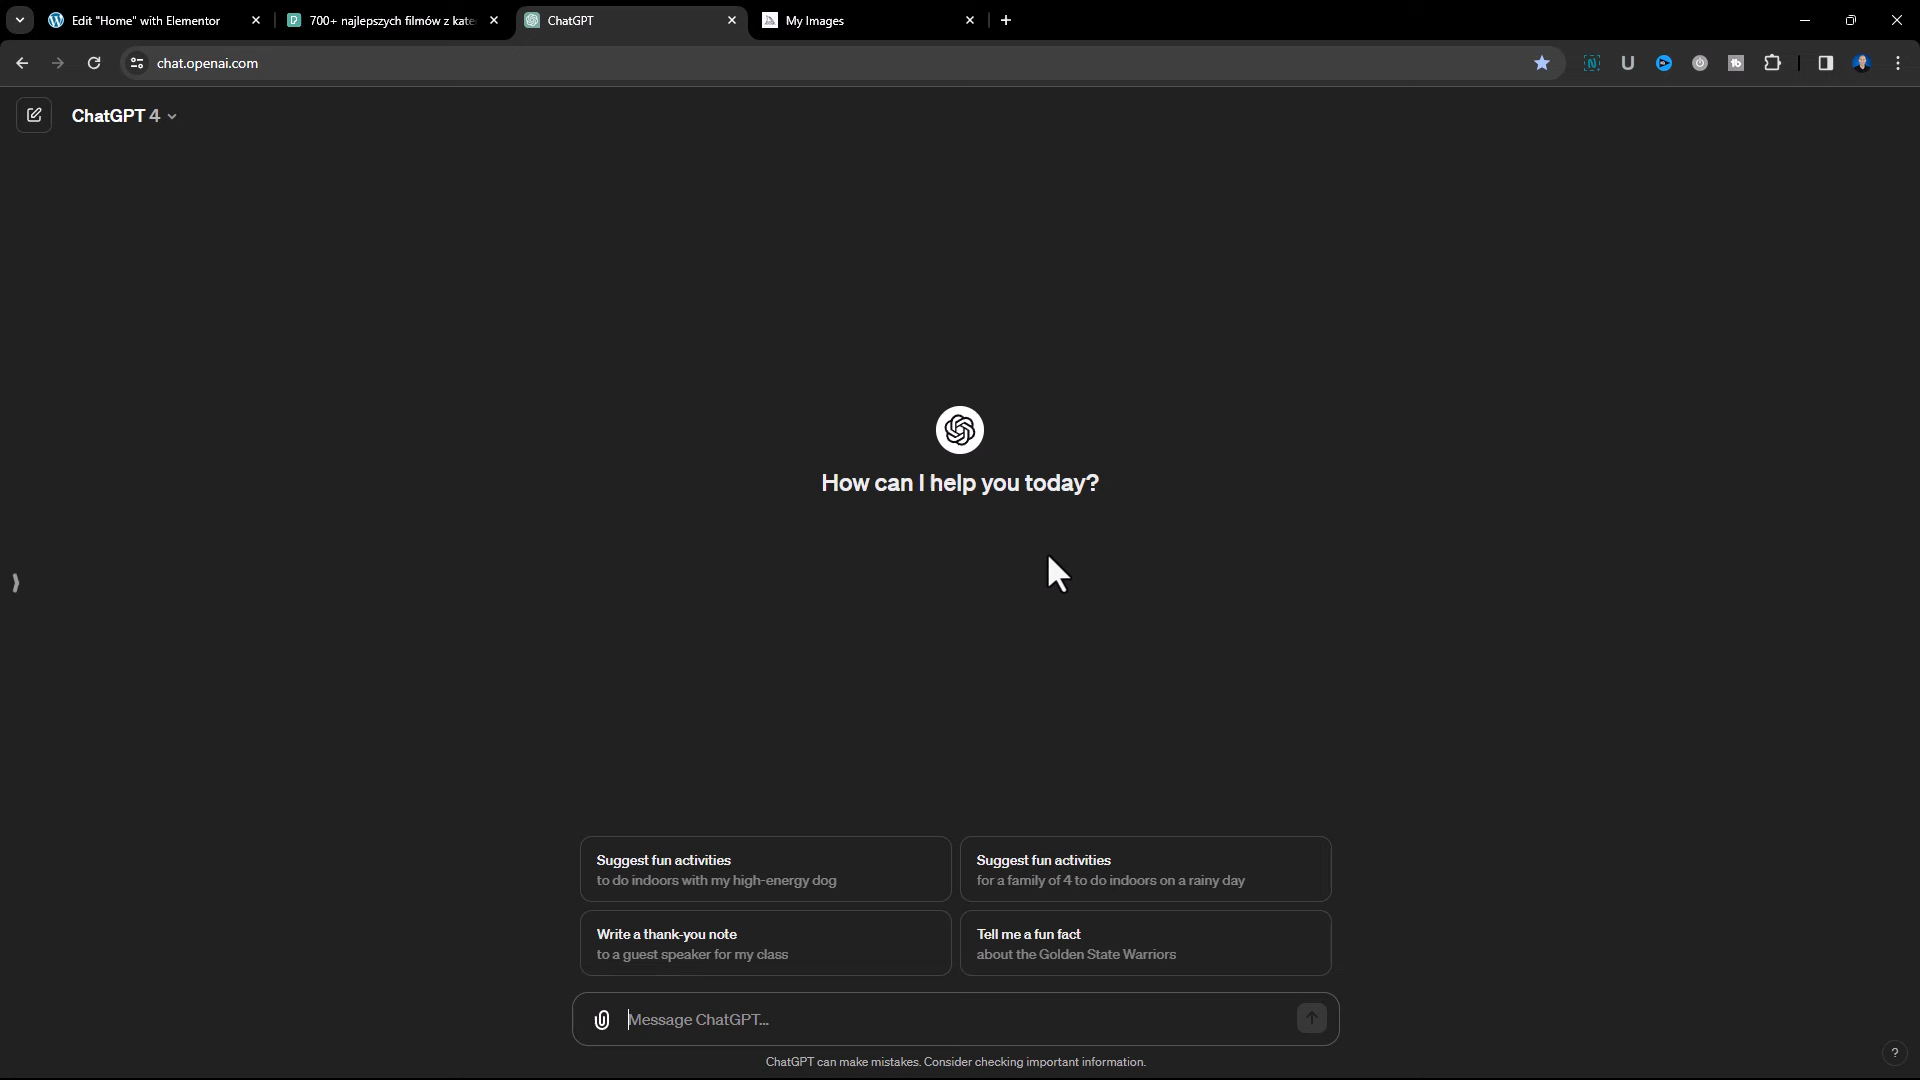 Edit "Home" with Elementor
700+ najlepszych filmów z kate
ChatGPT
My Images
chat.openai.com
ChatGPT 4
How can I help you today?
Suggest fun activities
to do indoors with my high-energy dog
Suggest fun activities
for a family of 4 to do indoors on a rainy day
Write a thank-you note
to a guest speaker for my class
Tell me a fun fact
about the Golden State Warriors
Message ChatGPT...
ChatGPT can make mistakes. Consider checking important information.
?